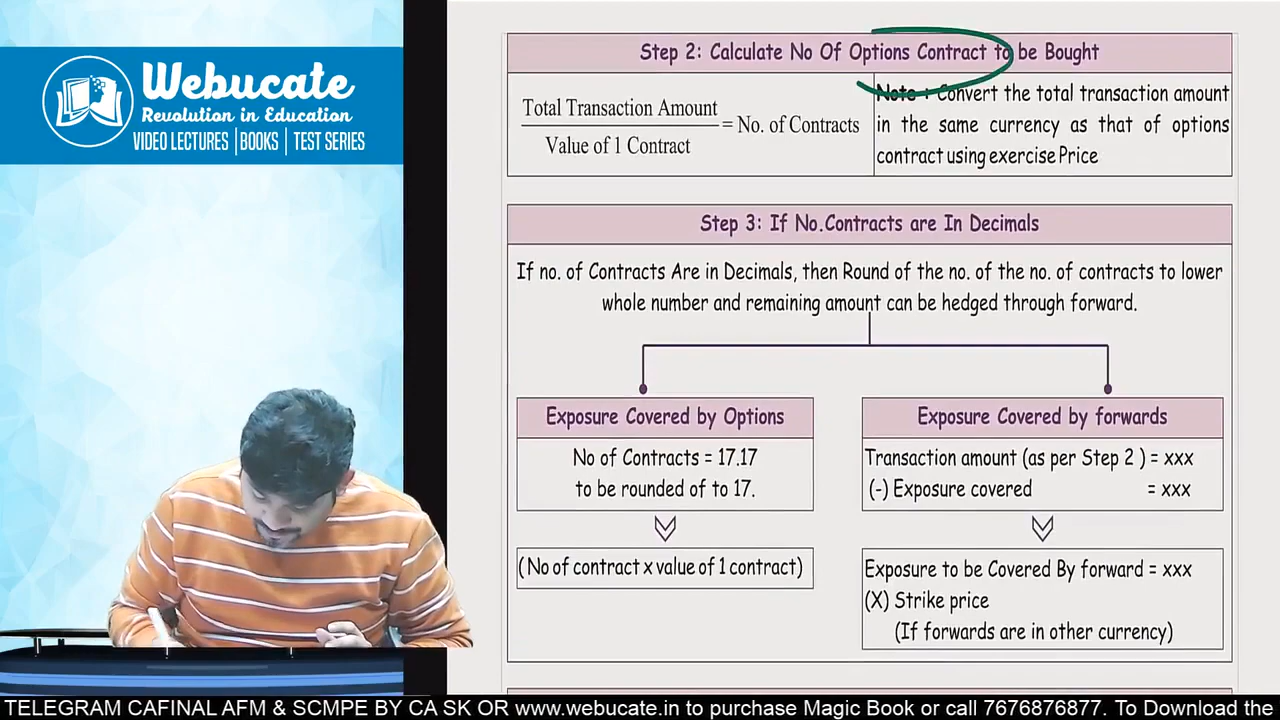 Webucate
Revolution in Education
VIDEO LECTURES | BOOKS | TEST SERIES
Step 2: Calculate No Of Options Contract to be Bought
Total Transaction Amount
Value of 1 Contract
= No. of Contracts
Note : Convert the total transaction amount
in the same currency as that of options
contract using exercise Price
Step 3: If No.Contracts are In Decimals
If no. of Contracts Are in Decimals, then Round of the no. of the no. of contracts to lower
whole number and remaining amount can be hedged through forward.
Exposure Covered by Options
No of Contracts = 17.17
to be rounded of to 17.
(No of contract x value of 1 contract)
Exposure Covered by forwards
Transaction amount (as per Step 2 ) = xxx
(-) Exposure covered = xxx
Exposure to be Covered By forward = xxx
(X) Strike price
(If forwards are in other currency)
TELEGRAM CAFINAL AFM & SCMPE BY CA SK OR www.webucate.in to purchase Magic Book or call 7676876877. To Download the